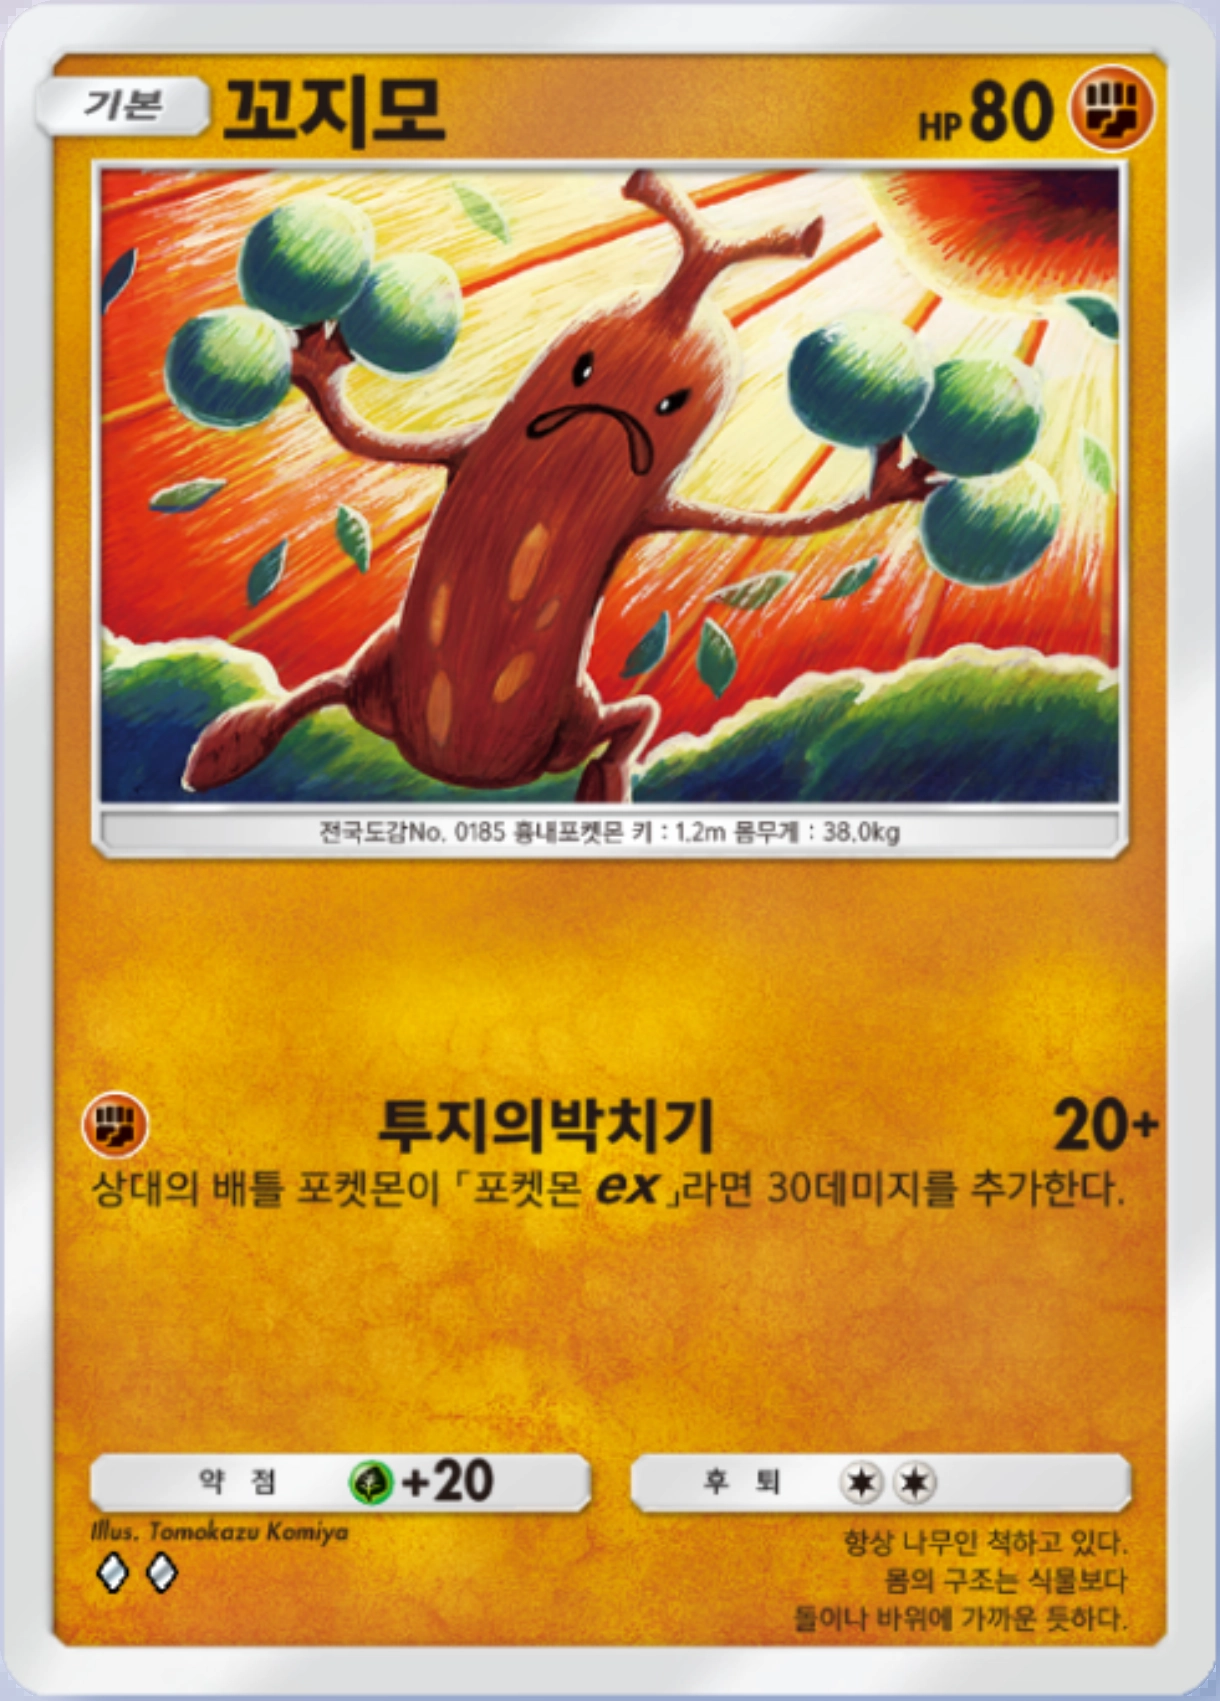 기본 꼬지모 HP 80
전국도감No. 0185 흉내포켓몬 키 : 1.2m 몸무게 : 38.0kg
투지의박치기 20+
상대의 배틀 포켓몬이 「포켓몬 ex」라면 30데미지를 추가한다.
약 점 +20 후 퇴
Illus. Tomokazu Komiya
항상 나무인 척하고 있다.
몸의 구조는 식물보다
돌이나 바위에 가까운 듯하다.